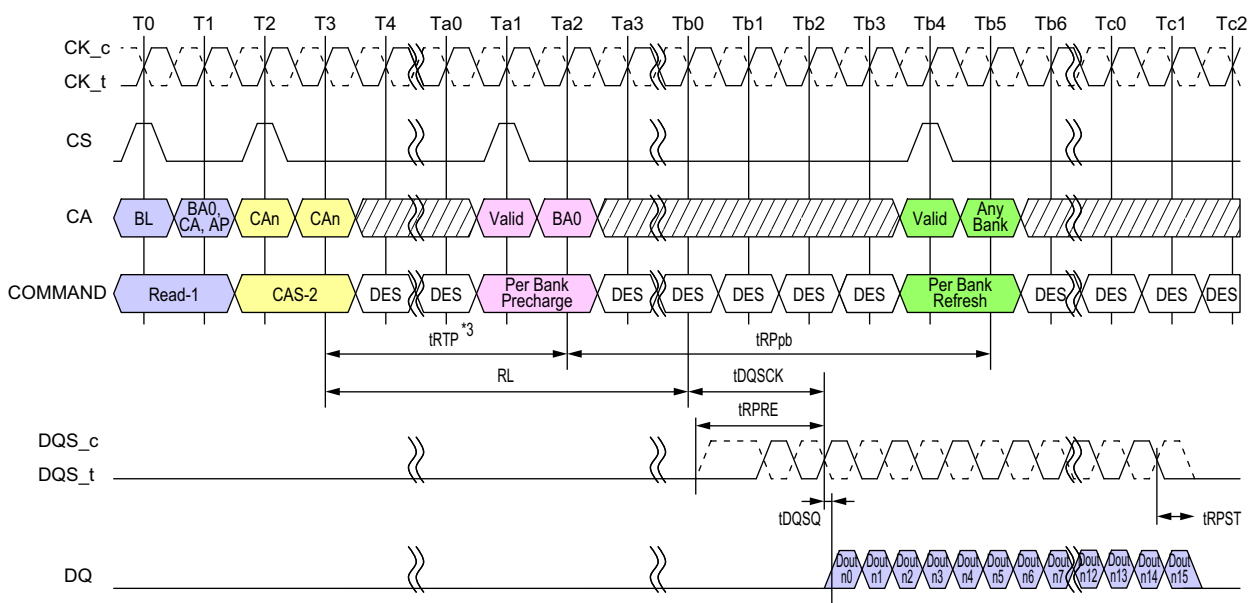 T0 T1 T2 T3 T4 Ta0 Ta1 Ta2 Ta3 Tb0 Tb1 Tb2 Tb3 Tb4 Tb5 Tb6 Tc0 Tc1 Tc2
CK_c
CK_t
CS
CA BL BA0, CA, AP CAn CAn Valid BA0 Valid Any Bank
COMMAND Read-1 CAS-2 DES DES Per Bank Precharge DES DES DES DES DES Per Bank Refresh DES DES DES DES
tRTP *3 tRPpb
RL tDQSCK
tRPRE
DQS_c
DQS_t
tDQSQ tRPST
DQ Dout n0 Dout n1 Dout n2 Dout n3 Dout n4 Dout n5 Dout n6 Dout n7 Dout n12 Dout n13 Dout n14 Dout n15